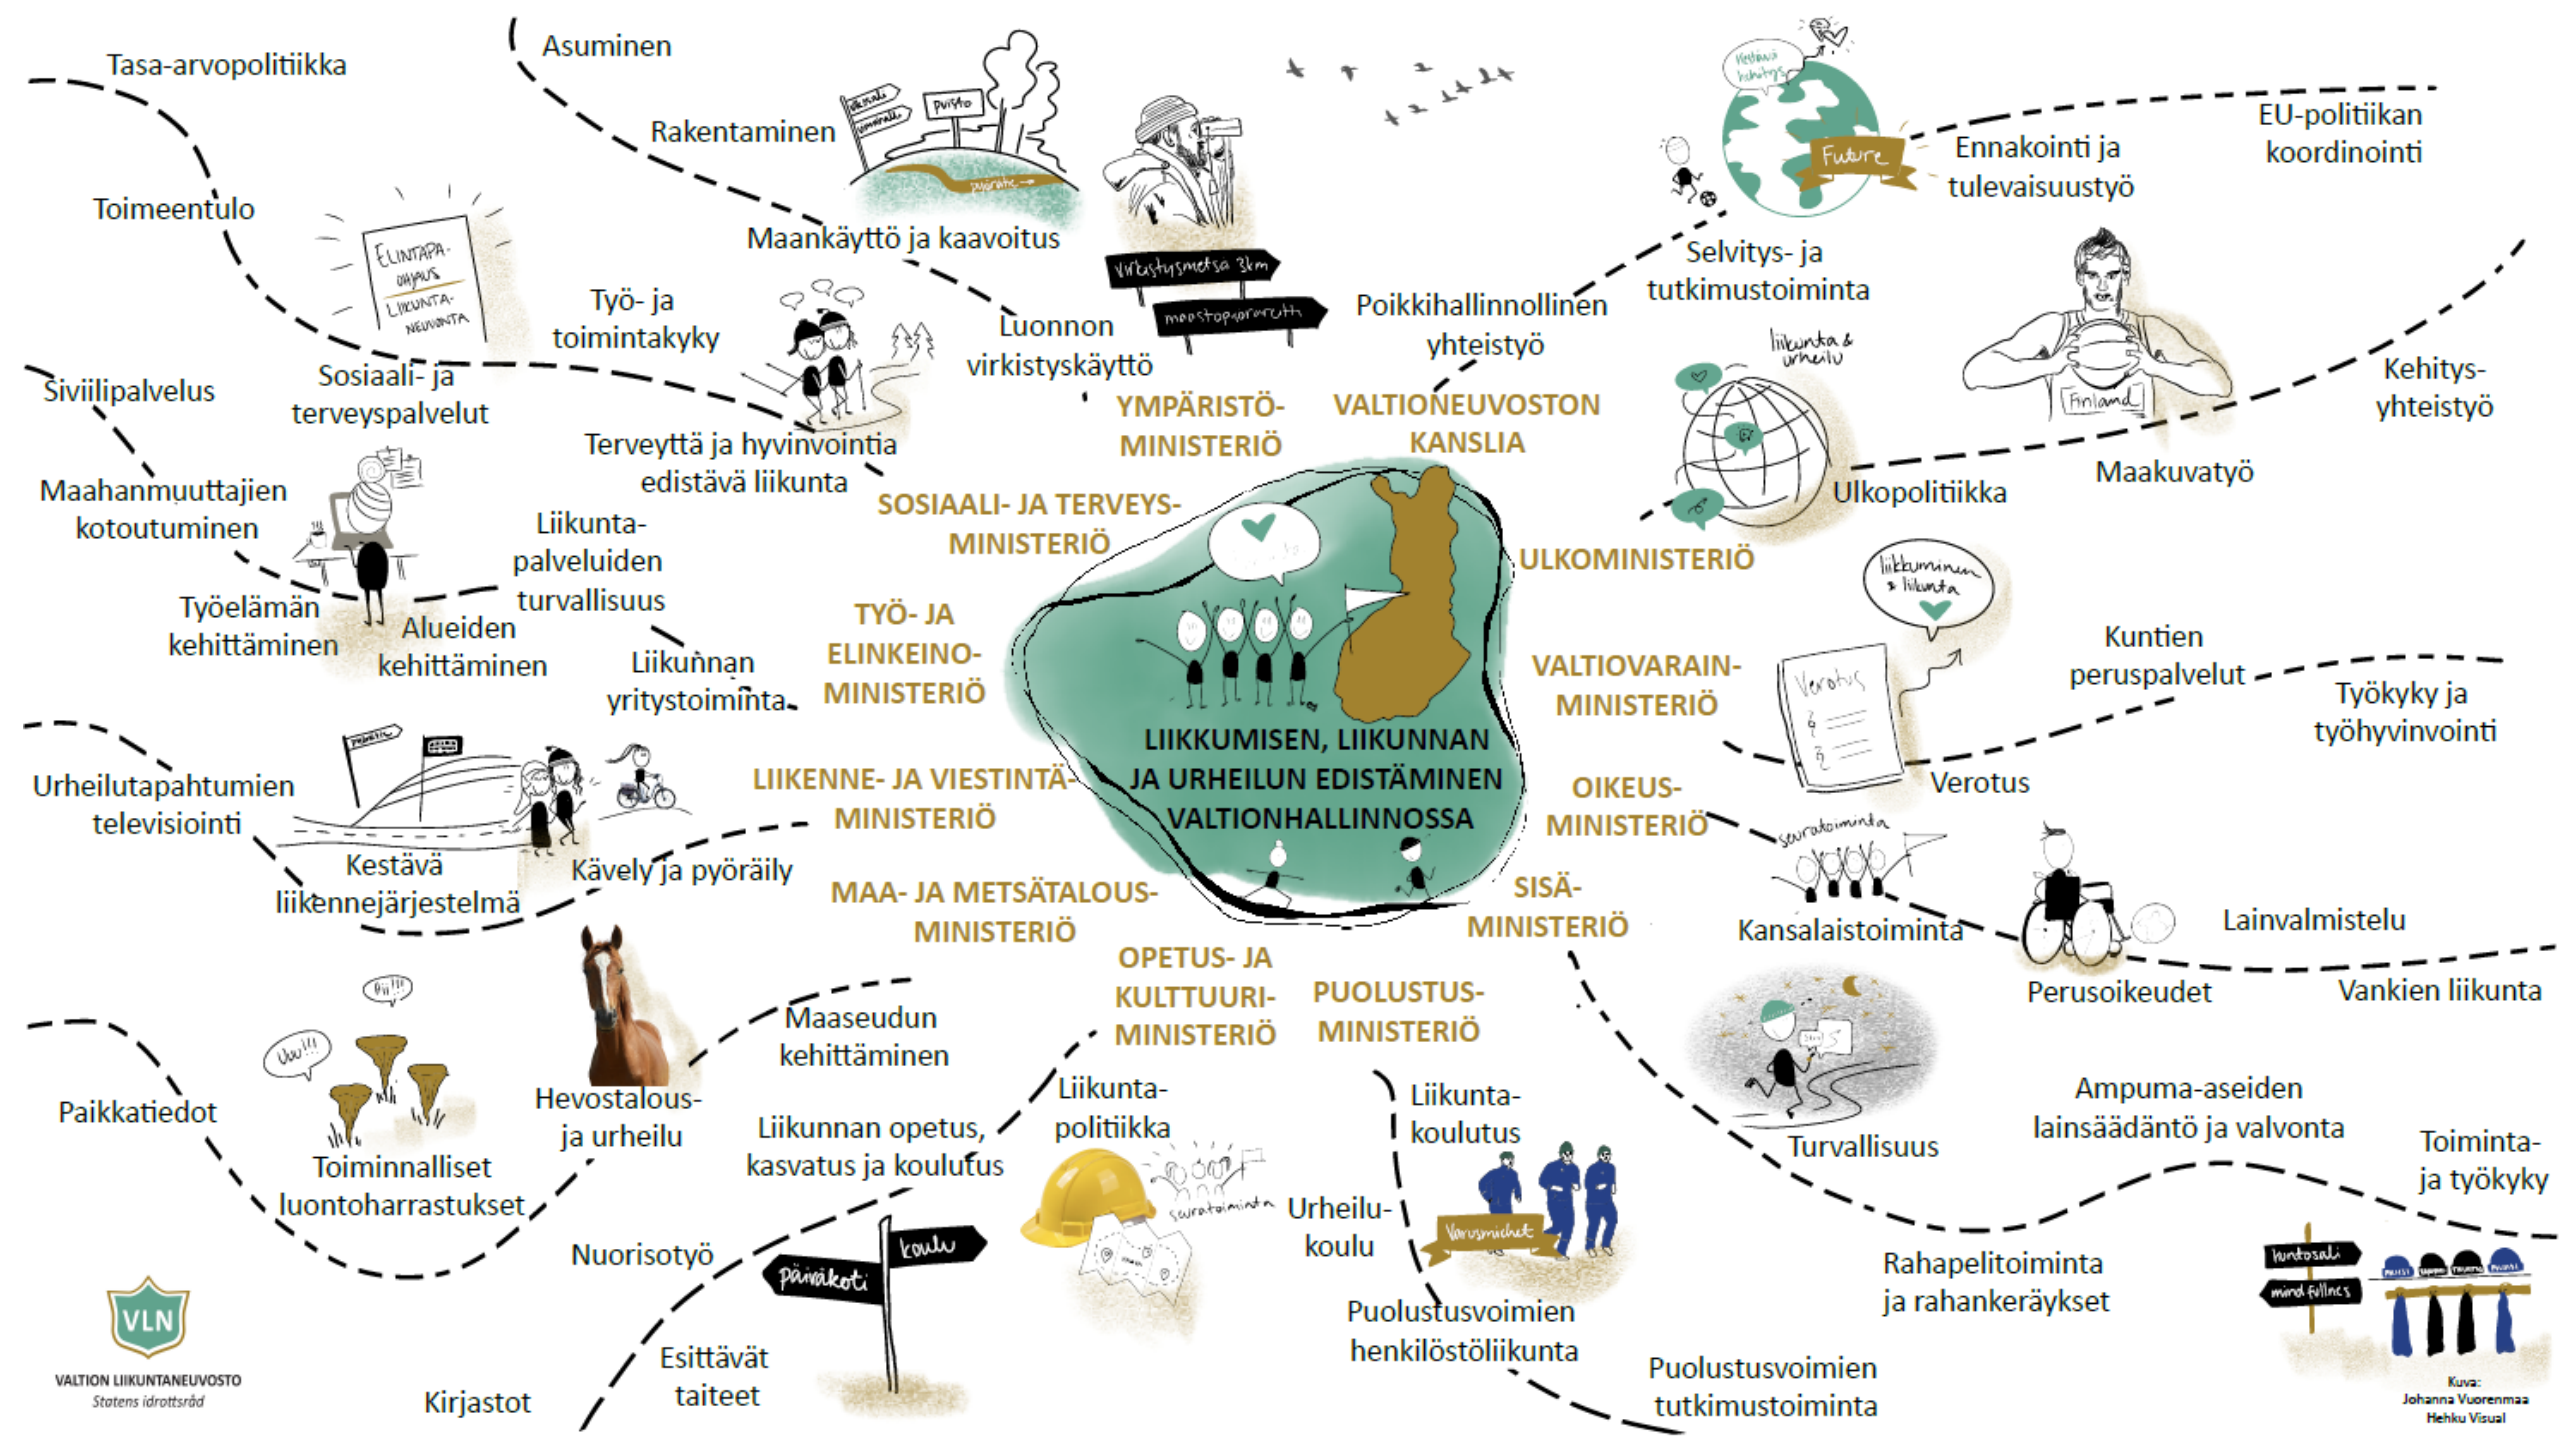 Tasa-arvopolitiikka
Toimeentulo
ELINTAPA-
OHJAUS
LIIKUNTA-
NEUVONTA
Sosiaali- ja
terveyspalvelut
Työ- ja
toimintakyky
Terveyttä ja hyvinvointia
edistävä liikunta
SOSIAALI- JA TERVEYS-
MINISTERIÖ
Asuminen
Rakentaminen
puisto
pyörätie
Maankäyttö ja kaavoitus
virkistysmetsä 3km
Luonnon
virkistyskäyttö
YMPÄRISTÖ-
MINISTERIÖ
Kestävä
kehitys
Future
Ennakointi ja
tulevaisuustyö
EU-politiikan
koordinointi
Selvitys- ja
tutkimustoiminta
Poikkihallinnollinen
yhteistyö
VALTIONEUVOSTON
KANSLIA
liikunta &
urheilu
Finland
Kehitys-
yhteistyö
Maakuvatyö
Ulkopolitiikka
ULKOMINISTERIÖ
Siviilipalvelus
Maahanmuuttajien
kotoutuminen
Työelämän
kehittäminen
Alueiden
kehittäminen
Liikunta-
palveluiden
turvallisuus
Liikunnan
yritystoiminta
TYÖ- JA
ELINKEINO-
MINISTERIÖ
LIIKKUMISEN, LIIKUNNAN
JA URHEILUN EDISTÄMINEN
VALTIONHALLINNOSSA
liikkuminen
& liikunta
Verotus
VALTIOVARAIN-
MINISTERIÖ
Kuntien
peruspalvelut
Työkyky ja
työhyvinvointi
Verotus
Urheilutapahtumien
televisiointi
Kestävä
liikennejärjestelmä
Kävely ja pyöräily
LIIKENNE- JA VIESTINTÄ-
MINISTERIÖ
OIKEUS-
MINISTERIÖ
seuratoiminta
Kansalaistoiminta
Perusoikeudet
Lainvalmistelu
Vankien liikunta
Paikkatiedot
Pii!!!
Uuu!!!
Toiminnalliset
luontoharrastukset
Hevostalous-
ja urheilu
Maaseudun
kehittäminen
MAA- JA METSÄTALOUS-
MINISTERIÖ
SISÄ-
MINISTERIÖ
Turvallisuus
Ampuma-aseiden
lainsäädäntö ja valvonta
Toiminta-
ja työkyky
Rahapelitoiminta
ja rahankeräykset
kuntosali
mindfullnes
OPETUS- JA
KULTTUURI-
MINISTERIÖ
Liikunta-
politiikka
seuratoiminta
Liikunnan opetus,
kasvatus ja koulutus
Nuorisotyö
päiväkoti
koulu
Esittävät
taiteet
Kirjastot
PUOLUSTUS-
MINISTERIÖ
Liikunta-
koulutus
Urheilu-
koulu
Varusmiehet
Puolustusvoimien
henkilöstöliikunta
Puolustusvoimien
tutkimustoiminta
VLN
VALTION LIIKUNTANEUVOSTO
Statens idrottsråd
Kuva:
Johanna Vuorenmaa
Hehku Visual